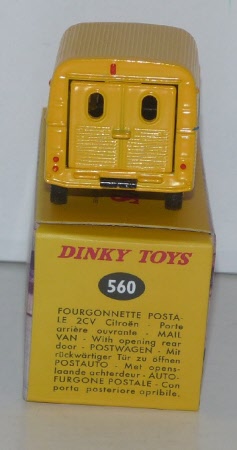 DINKY TOYS
560
FOURGONNETTE POSTA-
LE 2CV Citroën - Porte
arrière ouvrante - MAIL
VAN - With opening rear
door - POSTWAGEN - Mit
rückwärtiger Tür zu öffnen
POSTAUTO - Met opens-
laande achterdeur - AUTO-
FURGONE POSTALE - Con
porta posteriore apribile.